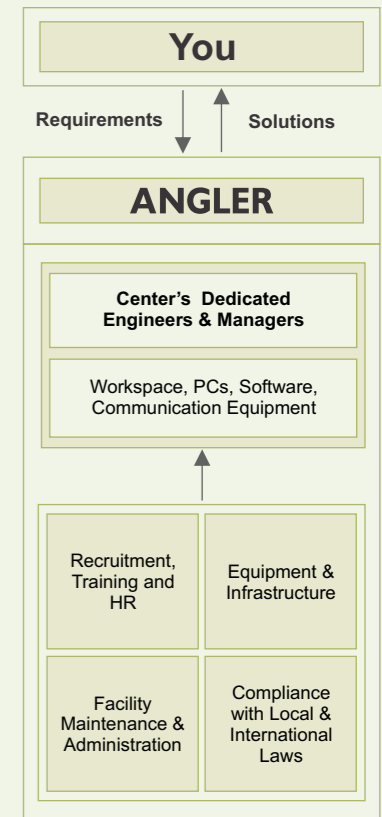 You
Requirements
Solutions
ANGLER
Center's Dedicated
Engineers & Managers
Workspace, PCs, Software,
Communication Equipment
Recruitment,
Training and
HR
Equipment &
Infrastructure
Facility
Maintenance &
Administration
Compliance
with Local &
International
Laws